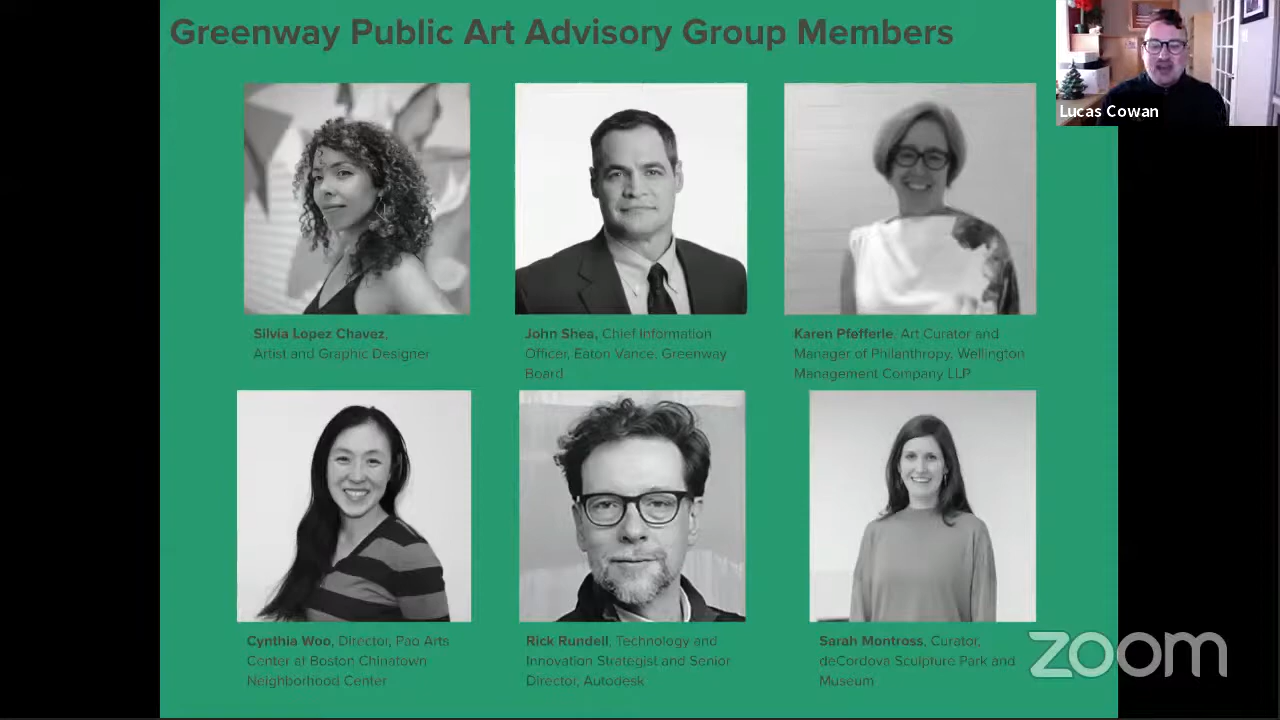 Greenway Public Art Advisory Group Members
Lucas Cowan
Silvia Lopez Chavez,
Artist and Graphic Designer
John Shea, Chief Information
Officer, Eaton Vance, Greenway
Board
Karen Pfefferle, Art Curator and
Manager of Philanthropy, Wellington
Management Company LLP
Cynthia Woo, Director, Pao Arts
Center at Boston Chinatown
Neighborhood Center
Rick Rundell, Technology and
Innovation Strategist and Senior
Director, Autodesk
Sarah Montross, Curator,
deCordova Sculpture Park and
Museum
zoom